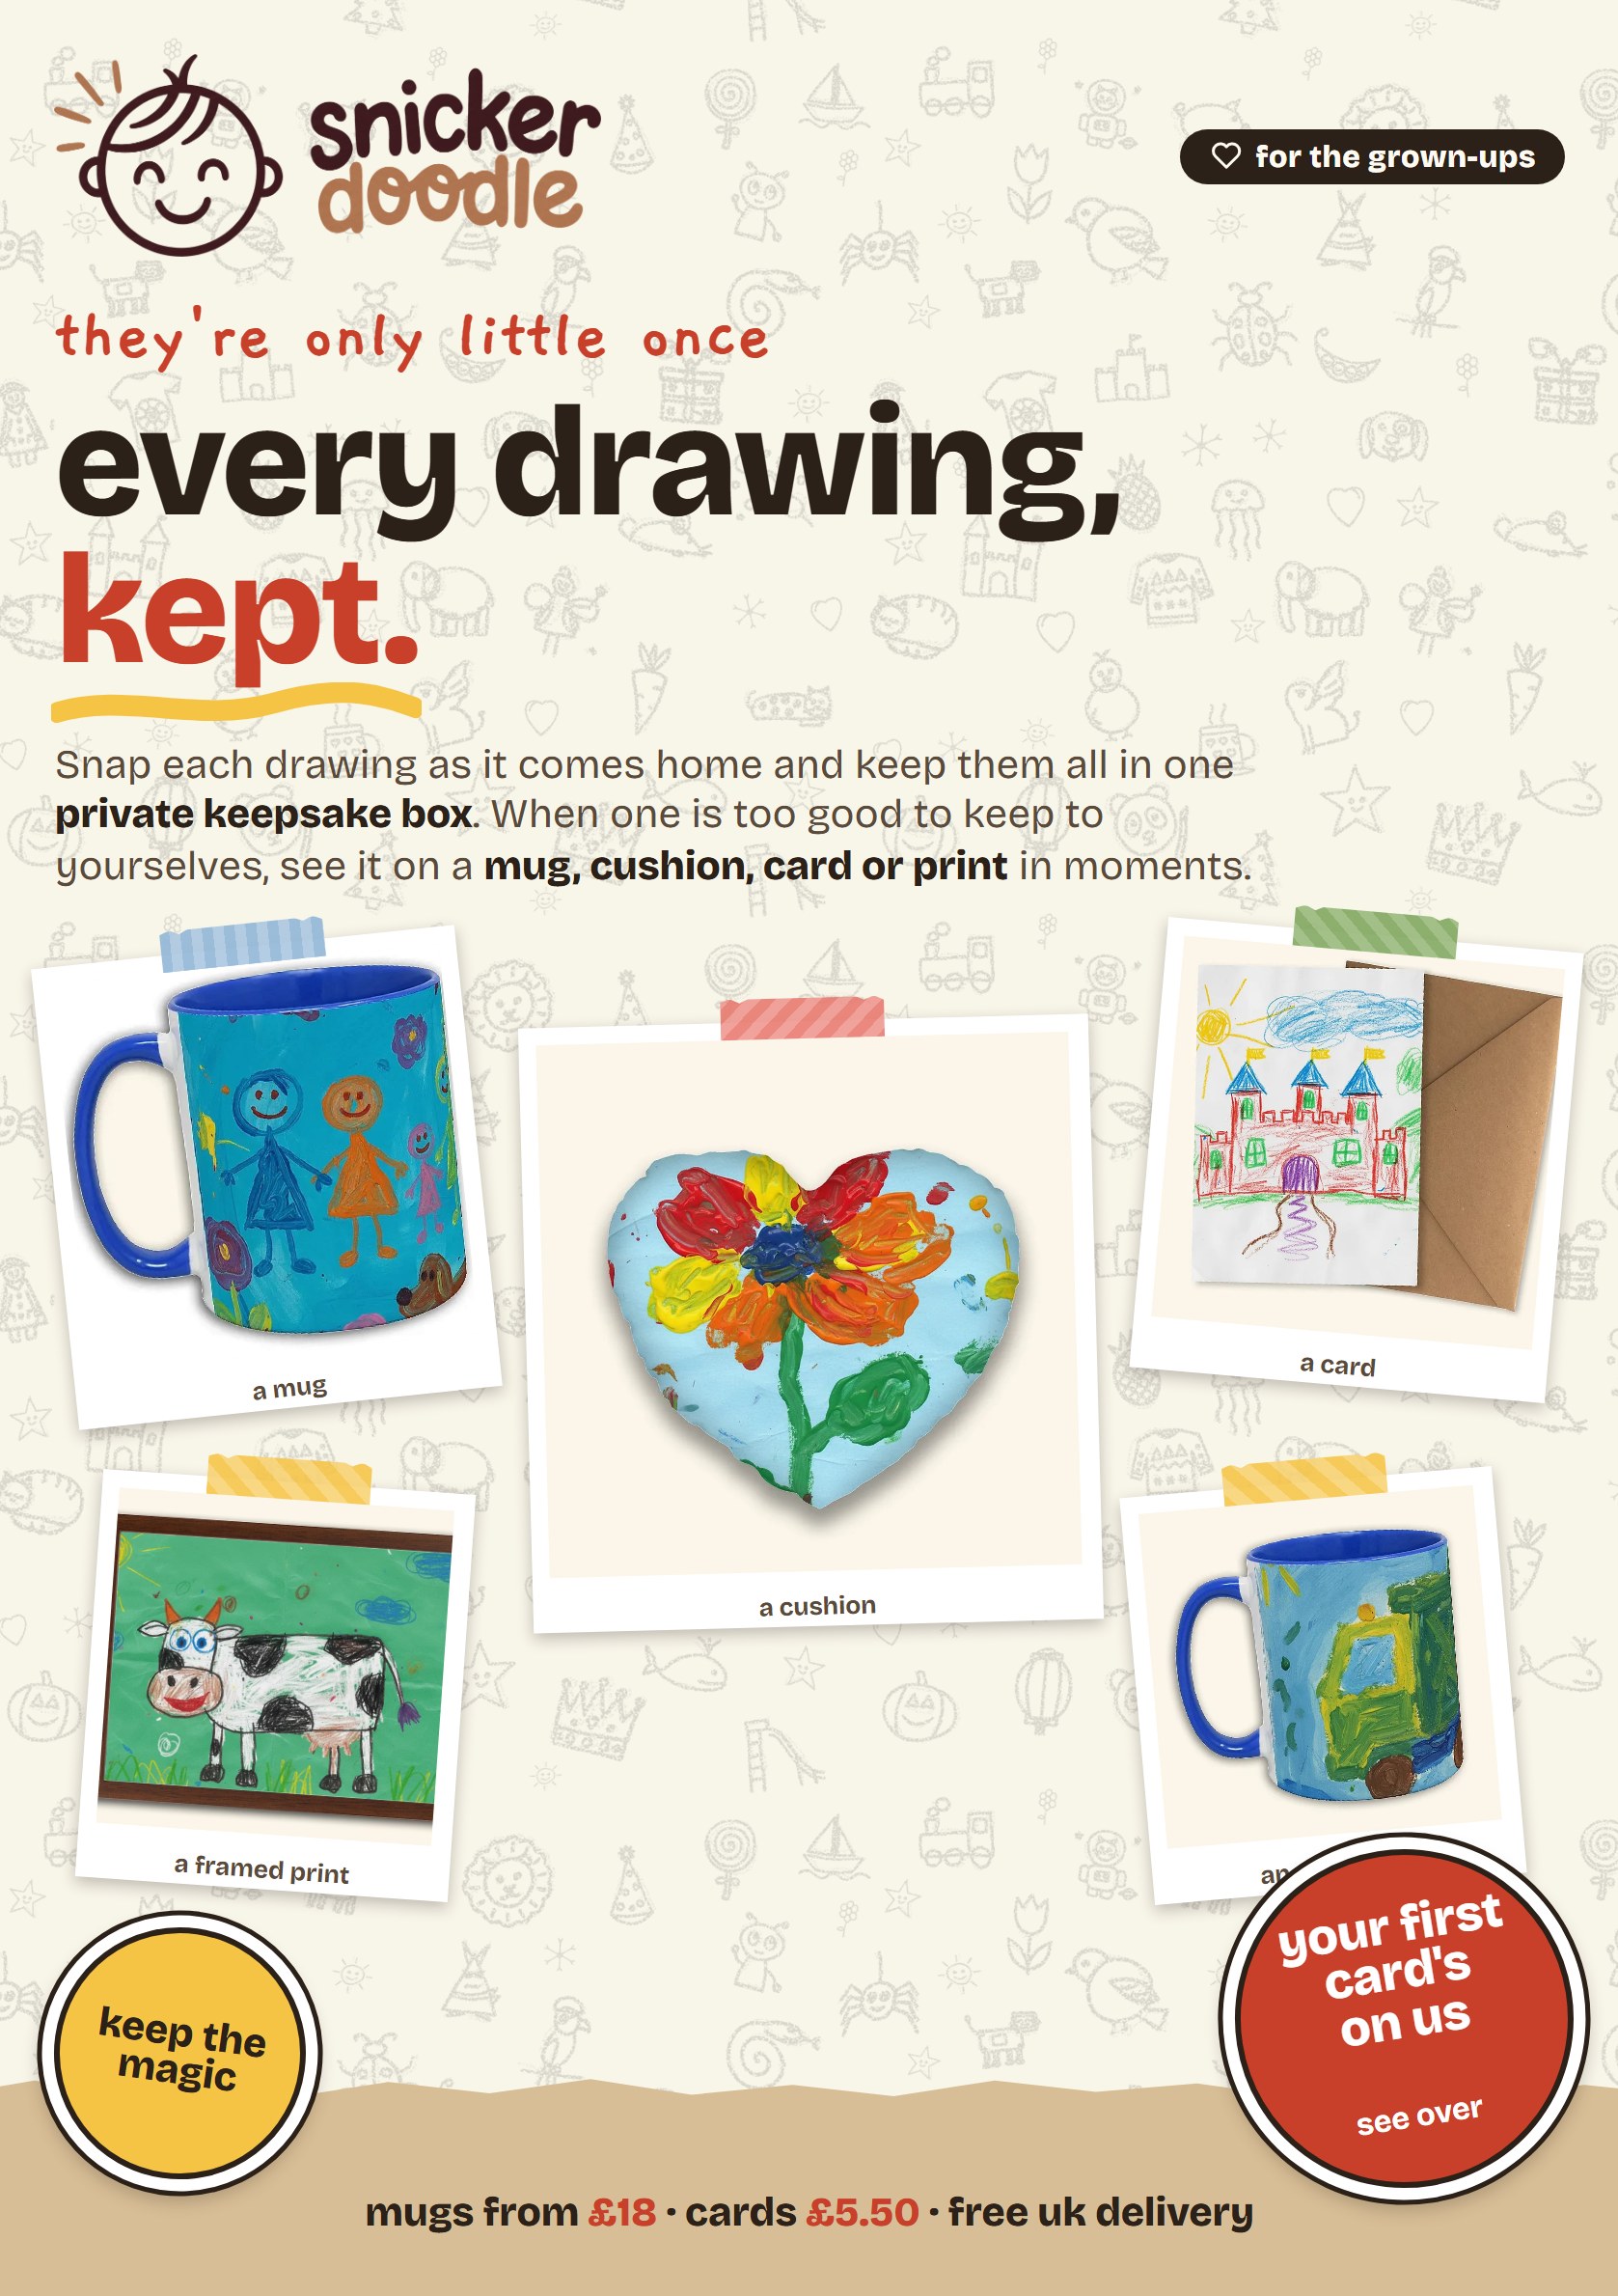 snicker
doodle
for the grown-ups
they're only little once
every drawing,
kept.
Snap each drawing as it comes home and keep them all in one
private keepsake box. When one is too good to keep to
yourselves, see it on a mug, cushion, card or print in moments.
a mug
a cushion
a card
a framed print
keep the
magic
your first
card's
on us
see over
mugs from £18 · cards £5.50 · free uk delivery